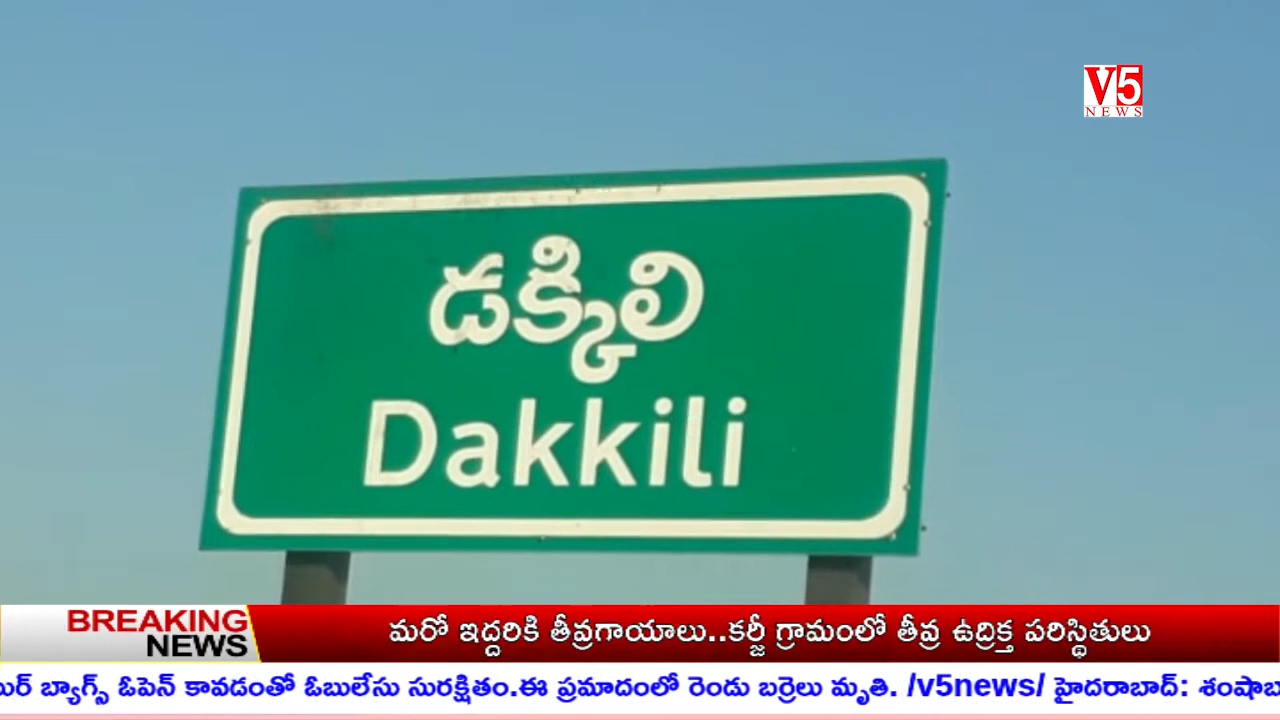 V5
NEWS
డక్కిలి
Dakkili
BREAKING
NEWS
మరో ఇద్దరికి తీవ్రగాయాలు..కర్జీ గ్రామంలో తీవ్ర ఉద్రిక్త పరిస్థితులు
బ్యాగ్స్ ఓపెన్ కావడంతో ఓబులేసు సురక్షితం.ఈ ప్రమాదంలో రెండు బర్రెలు మృతి. /v5news/ హైదరాబాద్: